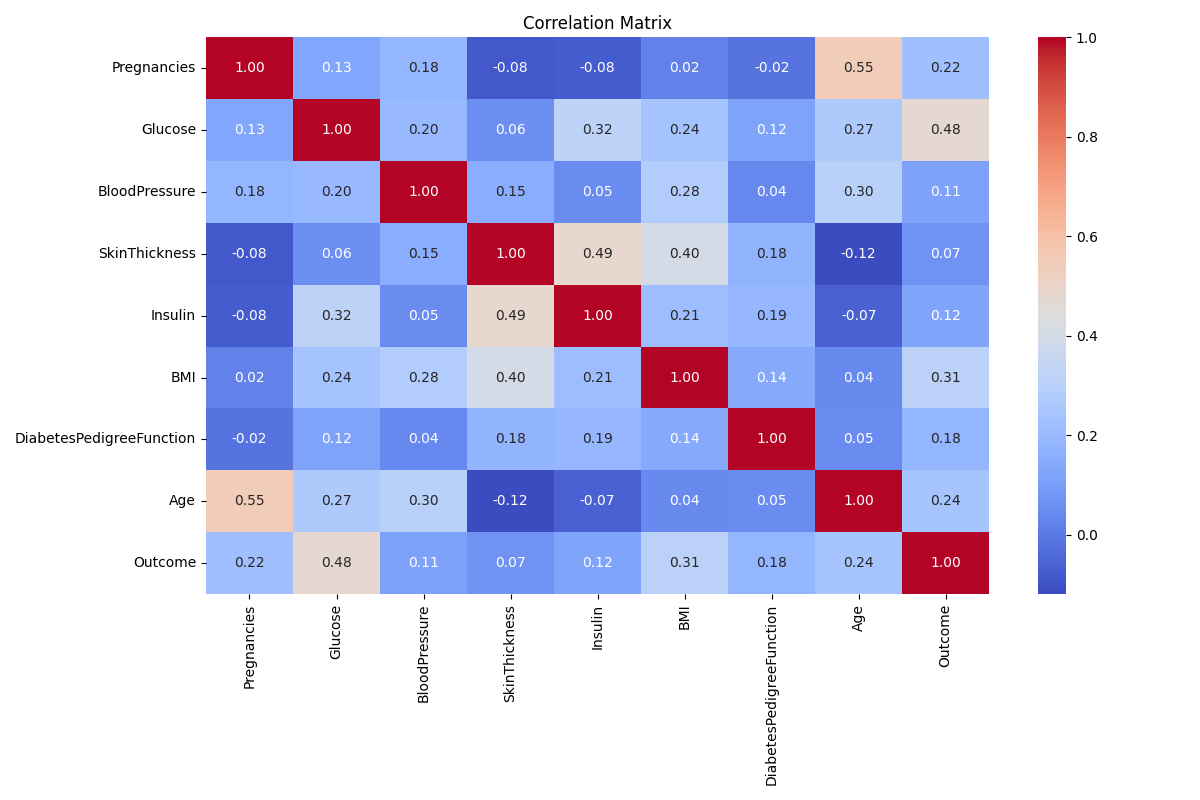 Correlation Matrix
Pregnancies 1.00 0.13 0.18 -0.08 -0.08 0.02 -0.02 0.55 0.22
Glucose 0.13 1.00 0.20 0.06 0.32 0.24 0.12 0.27 0.48
BloodPressure 0.18 0.20 1.00 0.15 0.05 0.28 0.04 0.30 0.11
SkinThickness -0.08 0.06 0.15 1.00 0.49 0.40 0.18 -0.12 0.07
Insulin -0.08 0.32 0.05 0.49 1.00 0.21 0.19 -0.07 0.12
BMI 0.02 0.24 0.28 0.40 0.21 1.00 0.14 0.04 0.31
DiabetesPedigreeFunction -0.02 0.12 0.04 0.18 0.19 0.14 1.00 0.05 0.18
Age 0.55 0.27 0.30 -0.12 -0.07 0.04 0.05 1.00 0.24
Outcome 0.22 0.48 0.11 0.07 0.12 0.31 0.18 0.24 1.00
Pregnancies
Glucose
BloodPressure
SkinThickness
Insulin
BMI
DiabetesPedigreeFunction
Age
Outcome
1.0
0.8
0.6
0.4
0.2
0.0